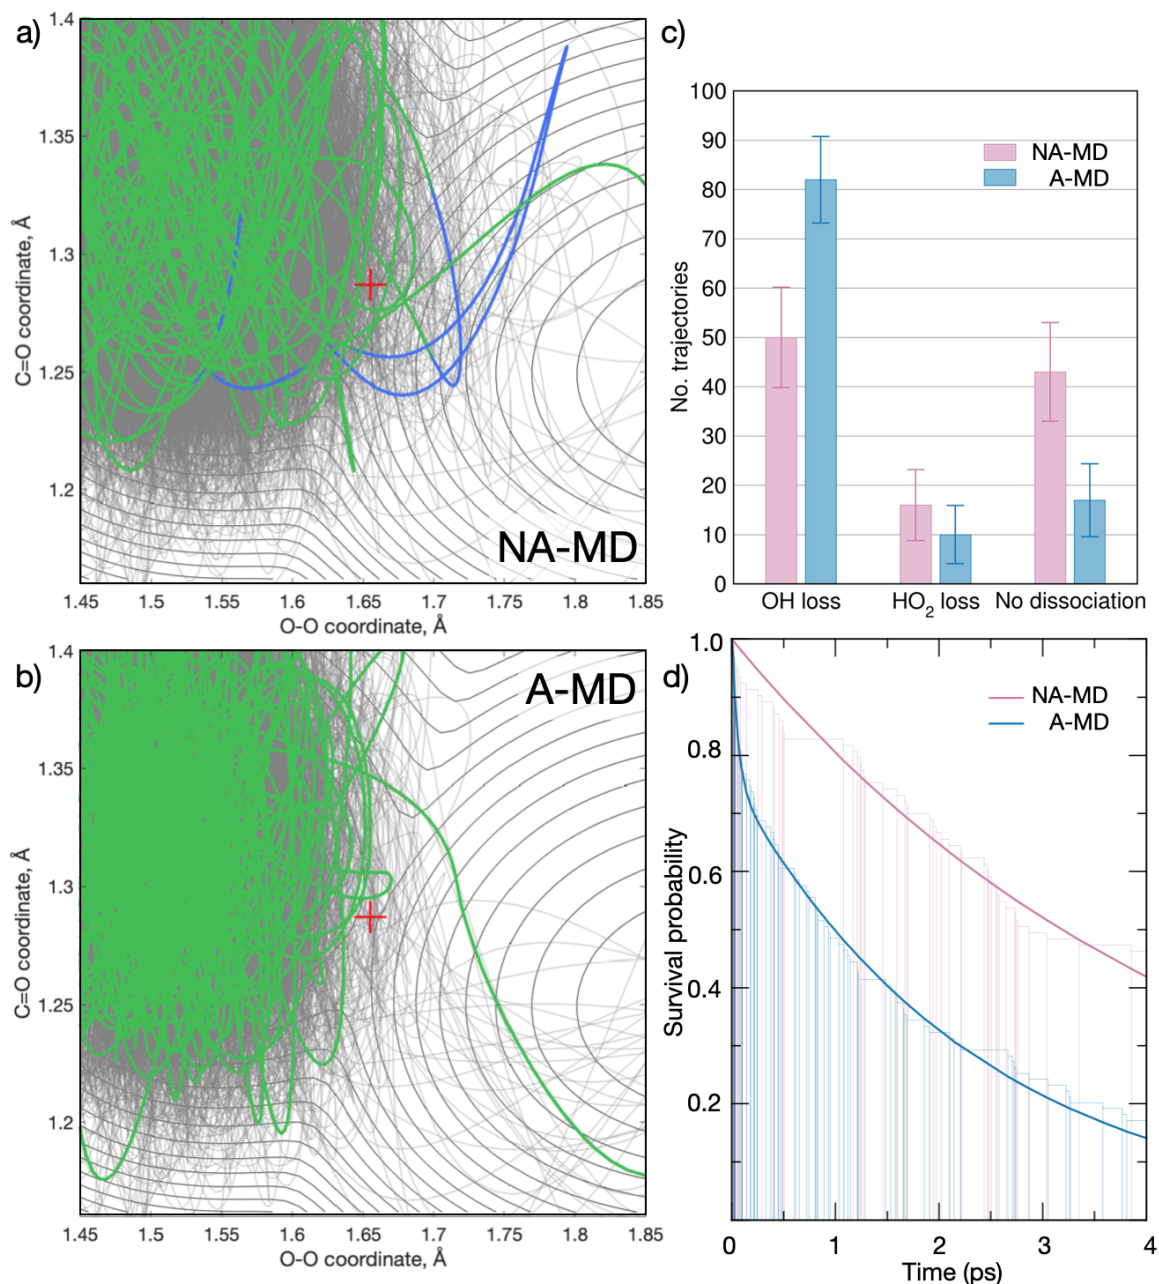 a)
1.4
1.35
1.3
1.25
1.2
C=O coordinate, Å
NA-MD
1.45 1.5 1.55 1.6 1.65 1.7 1.75 1.8 1.85
O-O coordinate, Å
b)
1.4
1.35
1.3
1.25
1.2
C=O coordinate, Å
A-MD
1.45 1.5 1.55 1.6 1.65 1.7 1.75 1.8 1.85
O-O coordinate, Å
c)
100
90
80
70
60
50
40
30
20
10
0
No. trajectories
NA-MD
A-MD
OH loss HO2 loss No dissociation
d)
1.0
0.8
0.6
0.4
0.2
Survival probability
NA-MD
A-MD
0 1 2 3 4
Time (ps)